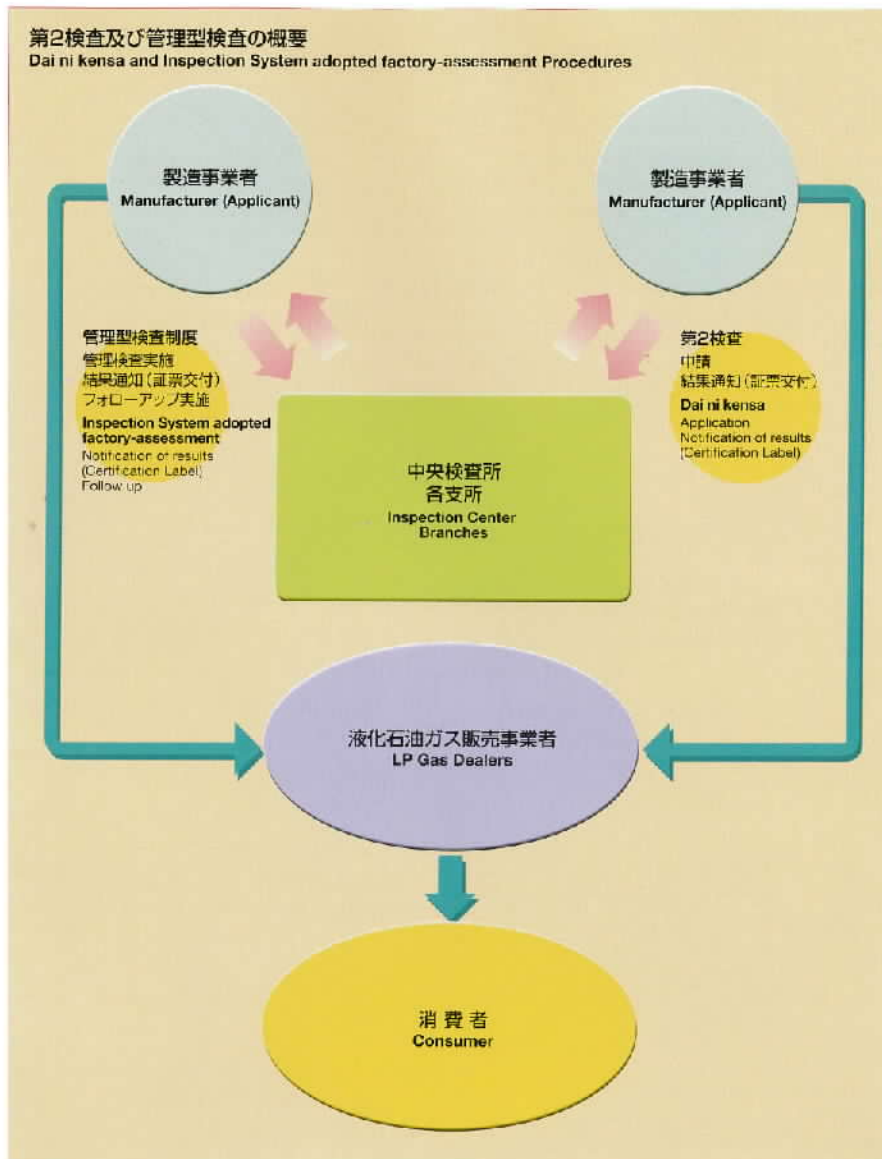 第2検査及び管理型検査の概要
Dai ni kensa and Inspection System adopted factory-assessment Procedures
製造事業者
Manufacturer (Applicant)
製造事業者
Manufacturer (Applicant)
管理型検査制度
管理検査実施
結果通知(証票交付)
フォローアップ実施
Inspection System adopted
factory-assessment
Notification of results
(Certification Label)
Follow up
第2検査
申請
結果通知(証票交付)
Dai ni kensa
Application
Notification of results
(Certification Label)
中央検査所
各支所
Inspection Center
Branches
液化石油ガス販売事業者
LP Gas Dealers
消費者
Consumer